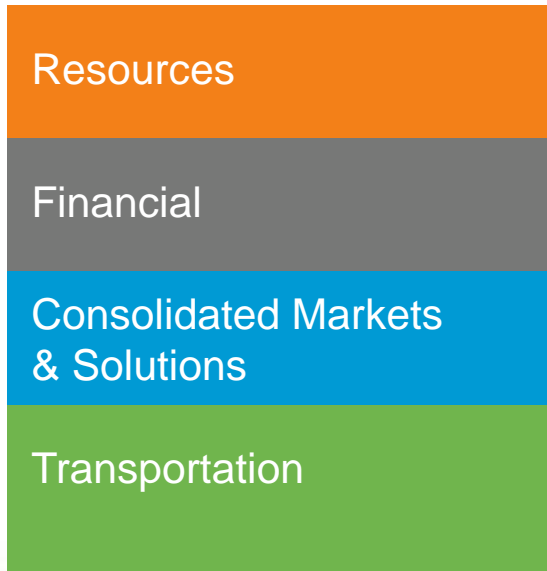 Resources
Financial
Consolidated Markets
& Solutions
Transportation